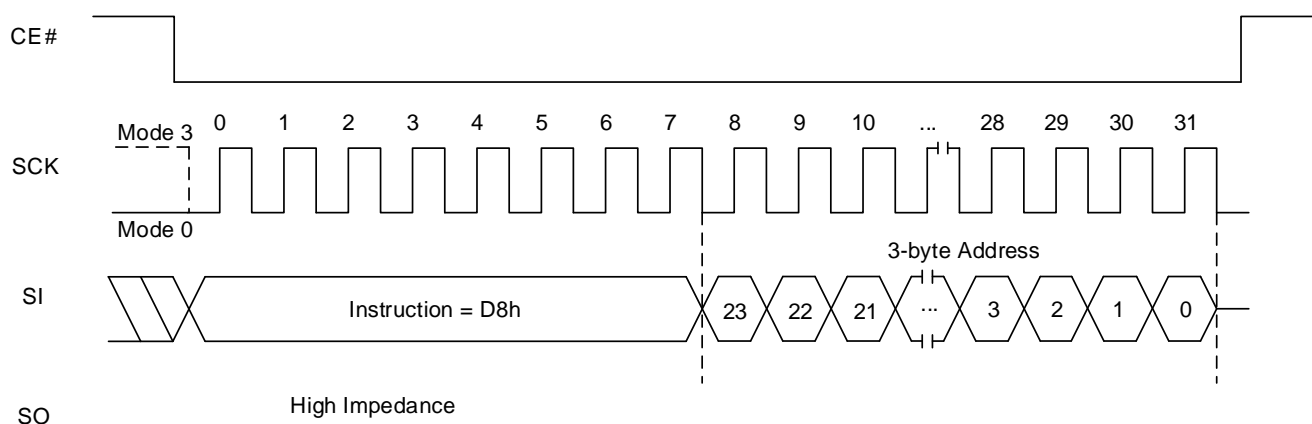 CE#
0 1 2 3 4 5 6 7 8 9 10 ... 28 29 30 31
Mode 3
SCK
Mode 0
3-byte Address
SI
Instruction = D8h 23 22 21 ... 3 2 1 0
High Impedance
SO